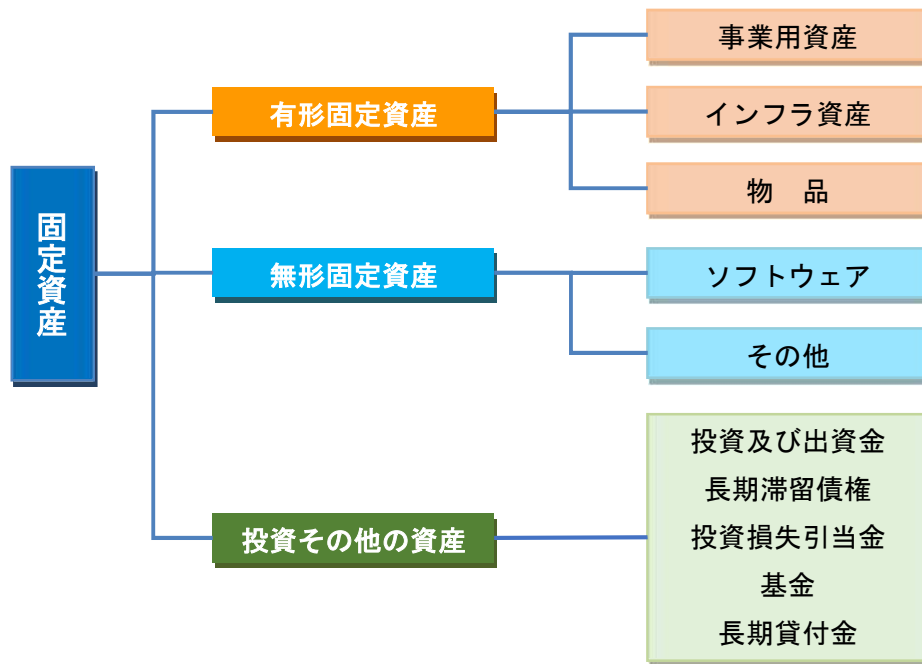 固定資産
有形固定資産
事業用資産
インフラ資産
物　品
無形固定資産
ソフトウェア
その他
投資その他の資産
投資及び出資金
長期滞留債権
投資損失引当金
基金
長期貸付金